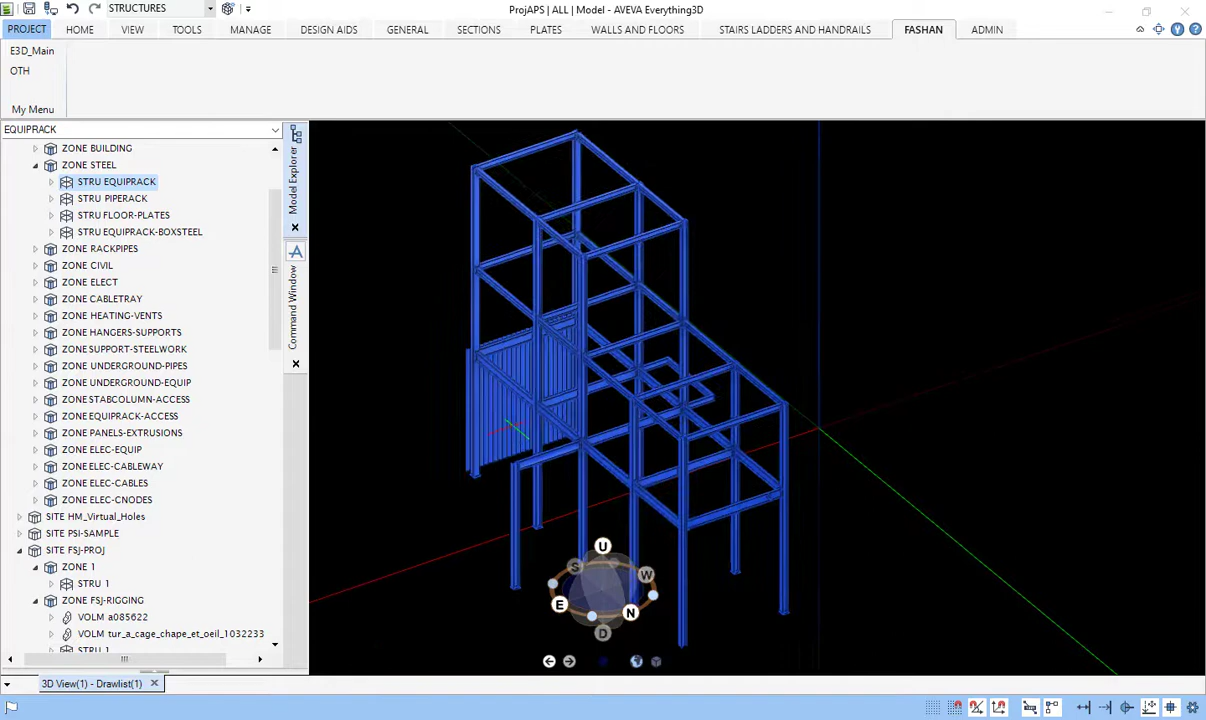 STRUCTURES
ProjAPS | ALL | Model - AVEVA Everything3D
PROJECT HOME VIEW TOOLS MANAGE DESIGN AIDS GENERAL SECTIONS PLATES WALLS AND FLOORS STAIRS LADDERS AND HANDRAILS FASHAN ADMIN
E3D_Main
OTH
My Menu
EQUIPRACK
ZONE BUILDING
ZONE STEEL
STRU EQUIPRACK
STRU PIPERACK
STRU FLOOR-PLATES
STRU EQUIPRACK-BOXSTEEL
ZONE RACKPIPES
ZONE CIVIL
ZONE ELECT
ZONE CABLETRAY
ZONE HEATING-VENTS
ZONE HANGERS-SUPPORTS
ZONE SUPPORT-STEELWORK
ZONE UNDERGROUND-PIPES
ZONE UNDERGROUND-EQUIP
ZONE STABCOLUMN-ACCESS
ZONE EQUIPRACK-ACCESS
ZONE PANELS-EXTRUSIONS
ZONE ELEC-EQUIP
ZONE ELEC-CABLEWAY
ZONE ELEC-CABLES
ZONE ELEC-CNODES
SITE HM_Virtual_Holes
SITE PSI-SAMPLE
SITE FSJ-PROJ
ZONE 1
STRU 1
ZONE FSJ-RIGGING
VOLM a085622
VOLM tur_a_cage_chape_et_oeil_1032233
STRU 1
Model Explorer
Command Window
U
S
W
E
N
D
3D View(1) - Drawlist(1)